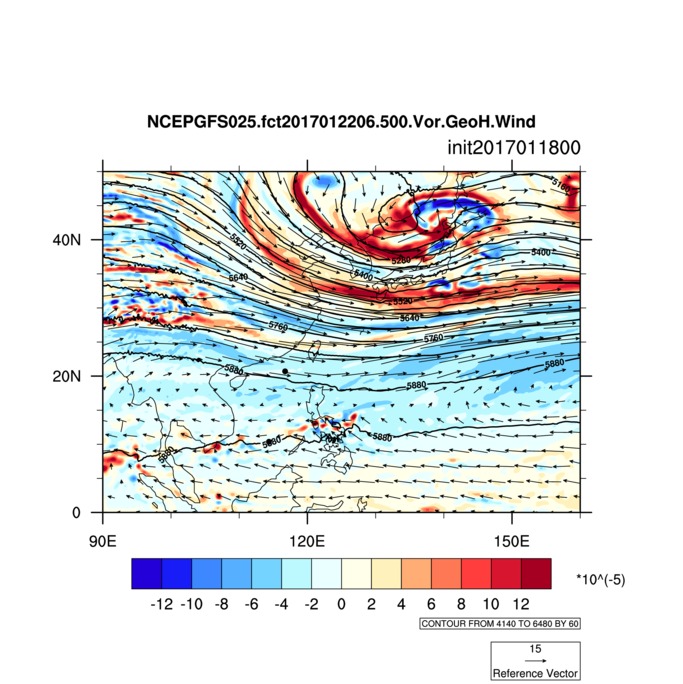 NCEPGFS025.fct2017012206.500.Vor.GeoH.Wind
init2017011800
5160
40N
5520
5400
5280
5640
5400
5520
5640
5760
5760
5880
5880
20N
5880
5880
5880
5880
0
90E 120E 150E
-12 -10 -8 -6 -4 -2 0 2 4 6 8 10 12
*10^(-5)
CONTOUR FROM 4140 TO 6480 BY 60
15
Reference Vector